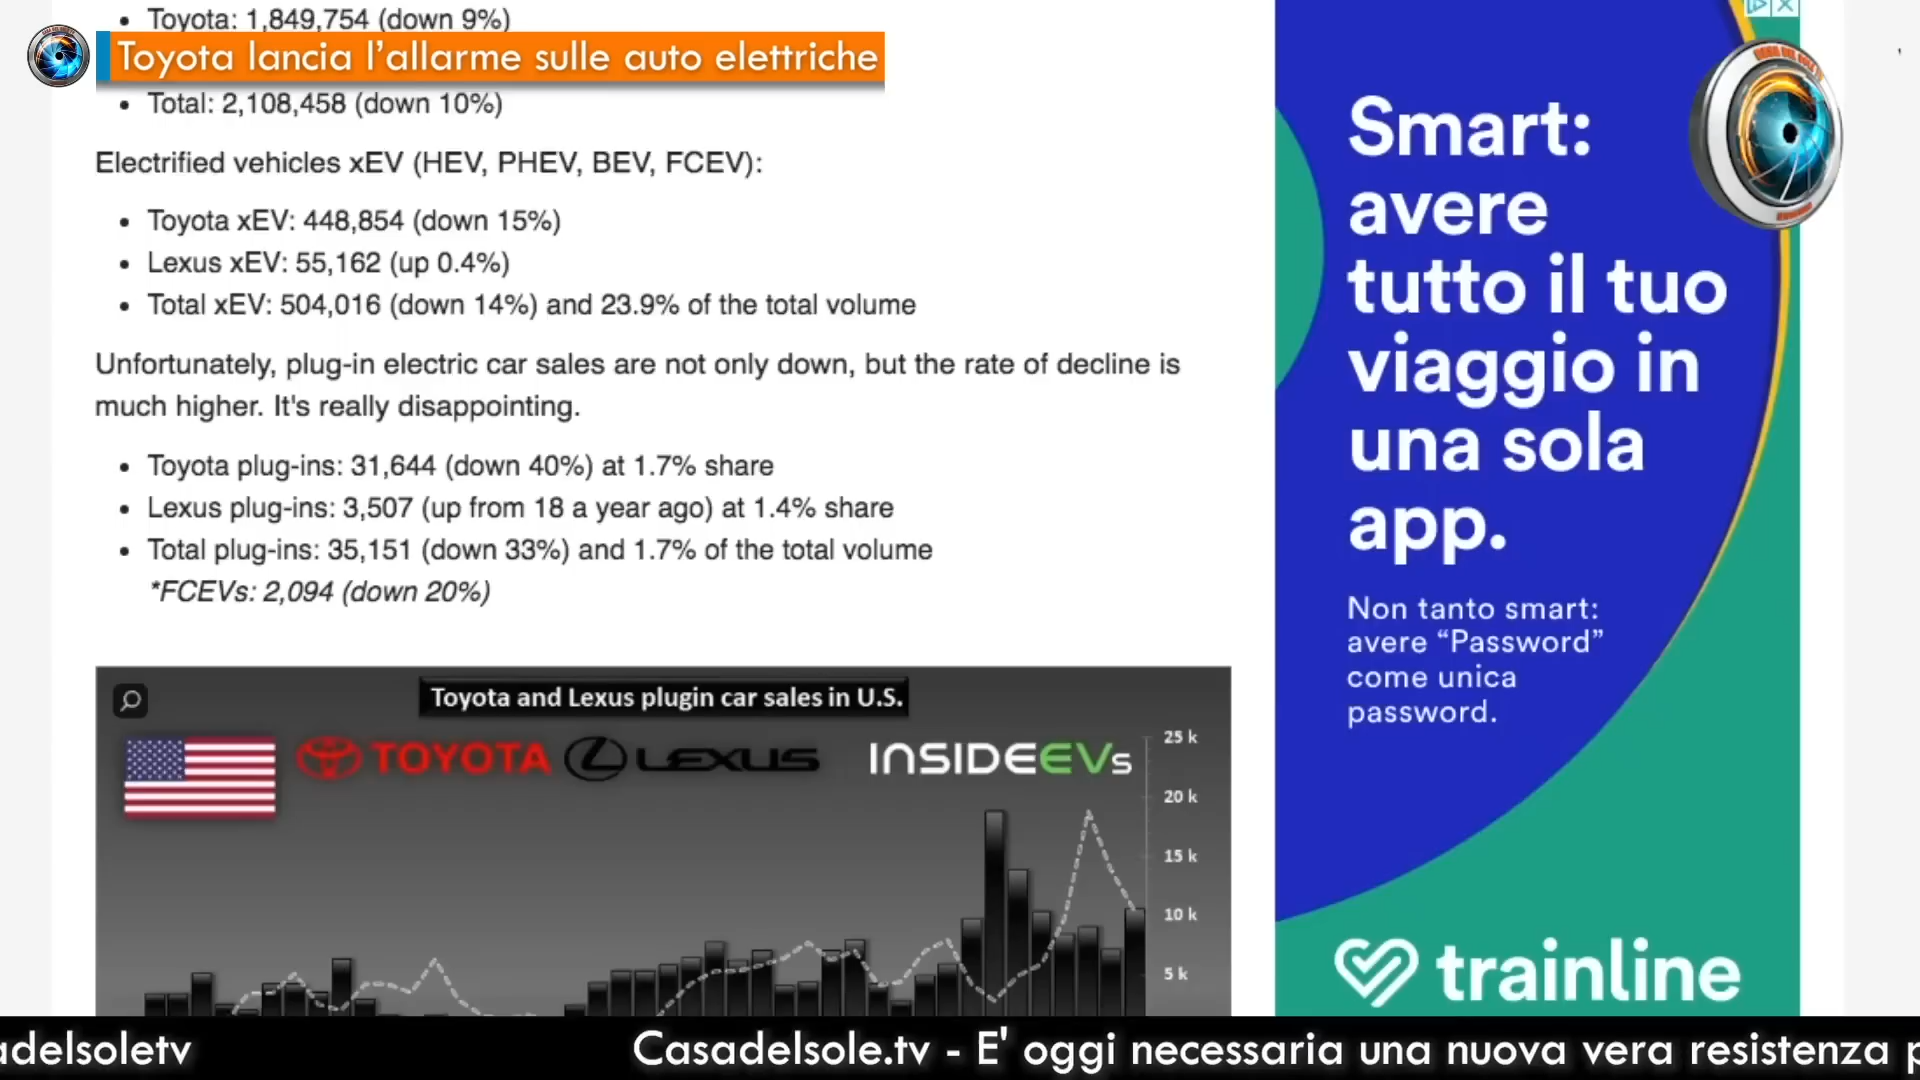 Toyota: 1,849,754 (down 9%)
Toyota lancia l'allarme sulle auto elettriche
Total: 2,108,458 (down 10%)
Electrified vehicles xEV (HEV, PHEV, BEV, FCEV):
Toyota xEV: 448,854 (down 15%)
Lexus xEV: 55,162 (up 0.4%)
Total xEV: 504,016 (down 14%) and 23.9% of the total volume
Unfortunately, plug-in electric car sales are not only down, but the rate of decline is
much higher. It's really disappointing.
Toyota plug-ins: 31,644 (down 40%) at 1.7% share
Lexus plug-ins: 3,507 (up from 18 a year ago) at 1.4% share
Total plug-ins: 35,151 (down 33%) and 1.7% of the total volume
*FCEVs: 2,094 (down 20%)
Toyota and Lexus plugin car sales in U.S.
TOYOTA LEXUS INSIDEEVs
25 k
20 k
15 k
10 k
5 k
Smart:
avere
tutto il tuo
viaggio in
una sola
app.
Non tanto smart:
avere “Password”
come unica
password.
trainline
adelsoletv
Casadelsole.tv - E' oggi necessaria una nuova vera resistenza p